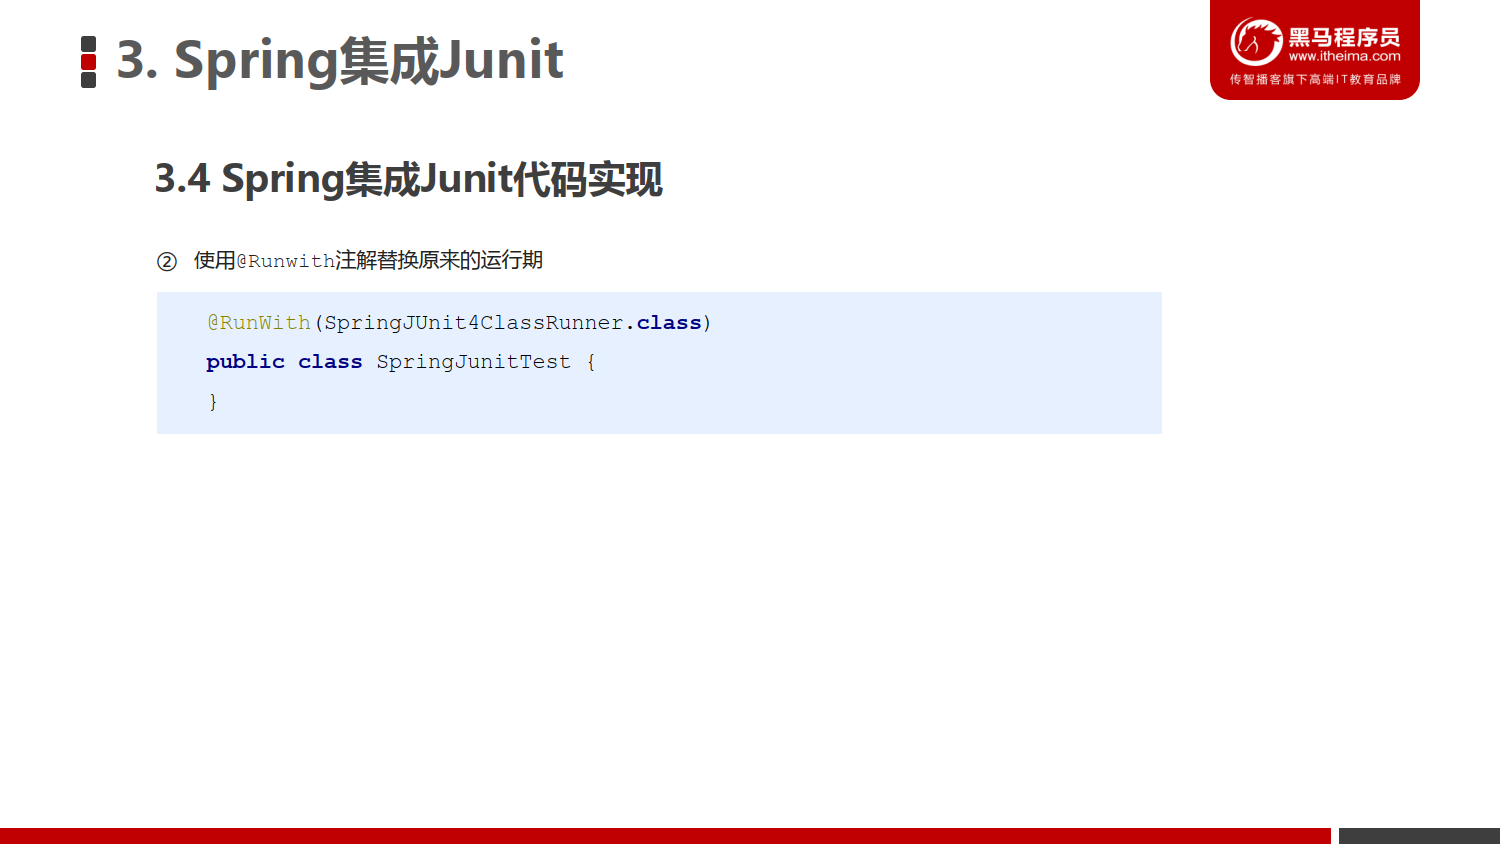 3. Spring集成Junit
黑马程序员
www.itheima.com
传智播客旗下高端IT教育品牌
3.4 Spring集成Junit代码实现
② 使用@Runwith注解替换原来的运行期
@RunWith(SpringJUnit4ClassRunner.class)
public class SpringJunitTest {
}